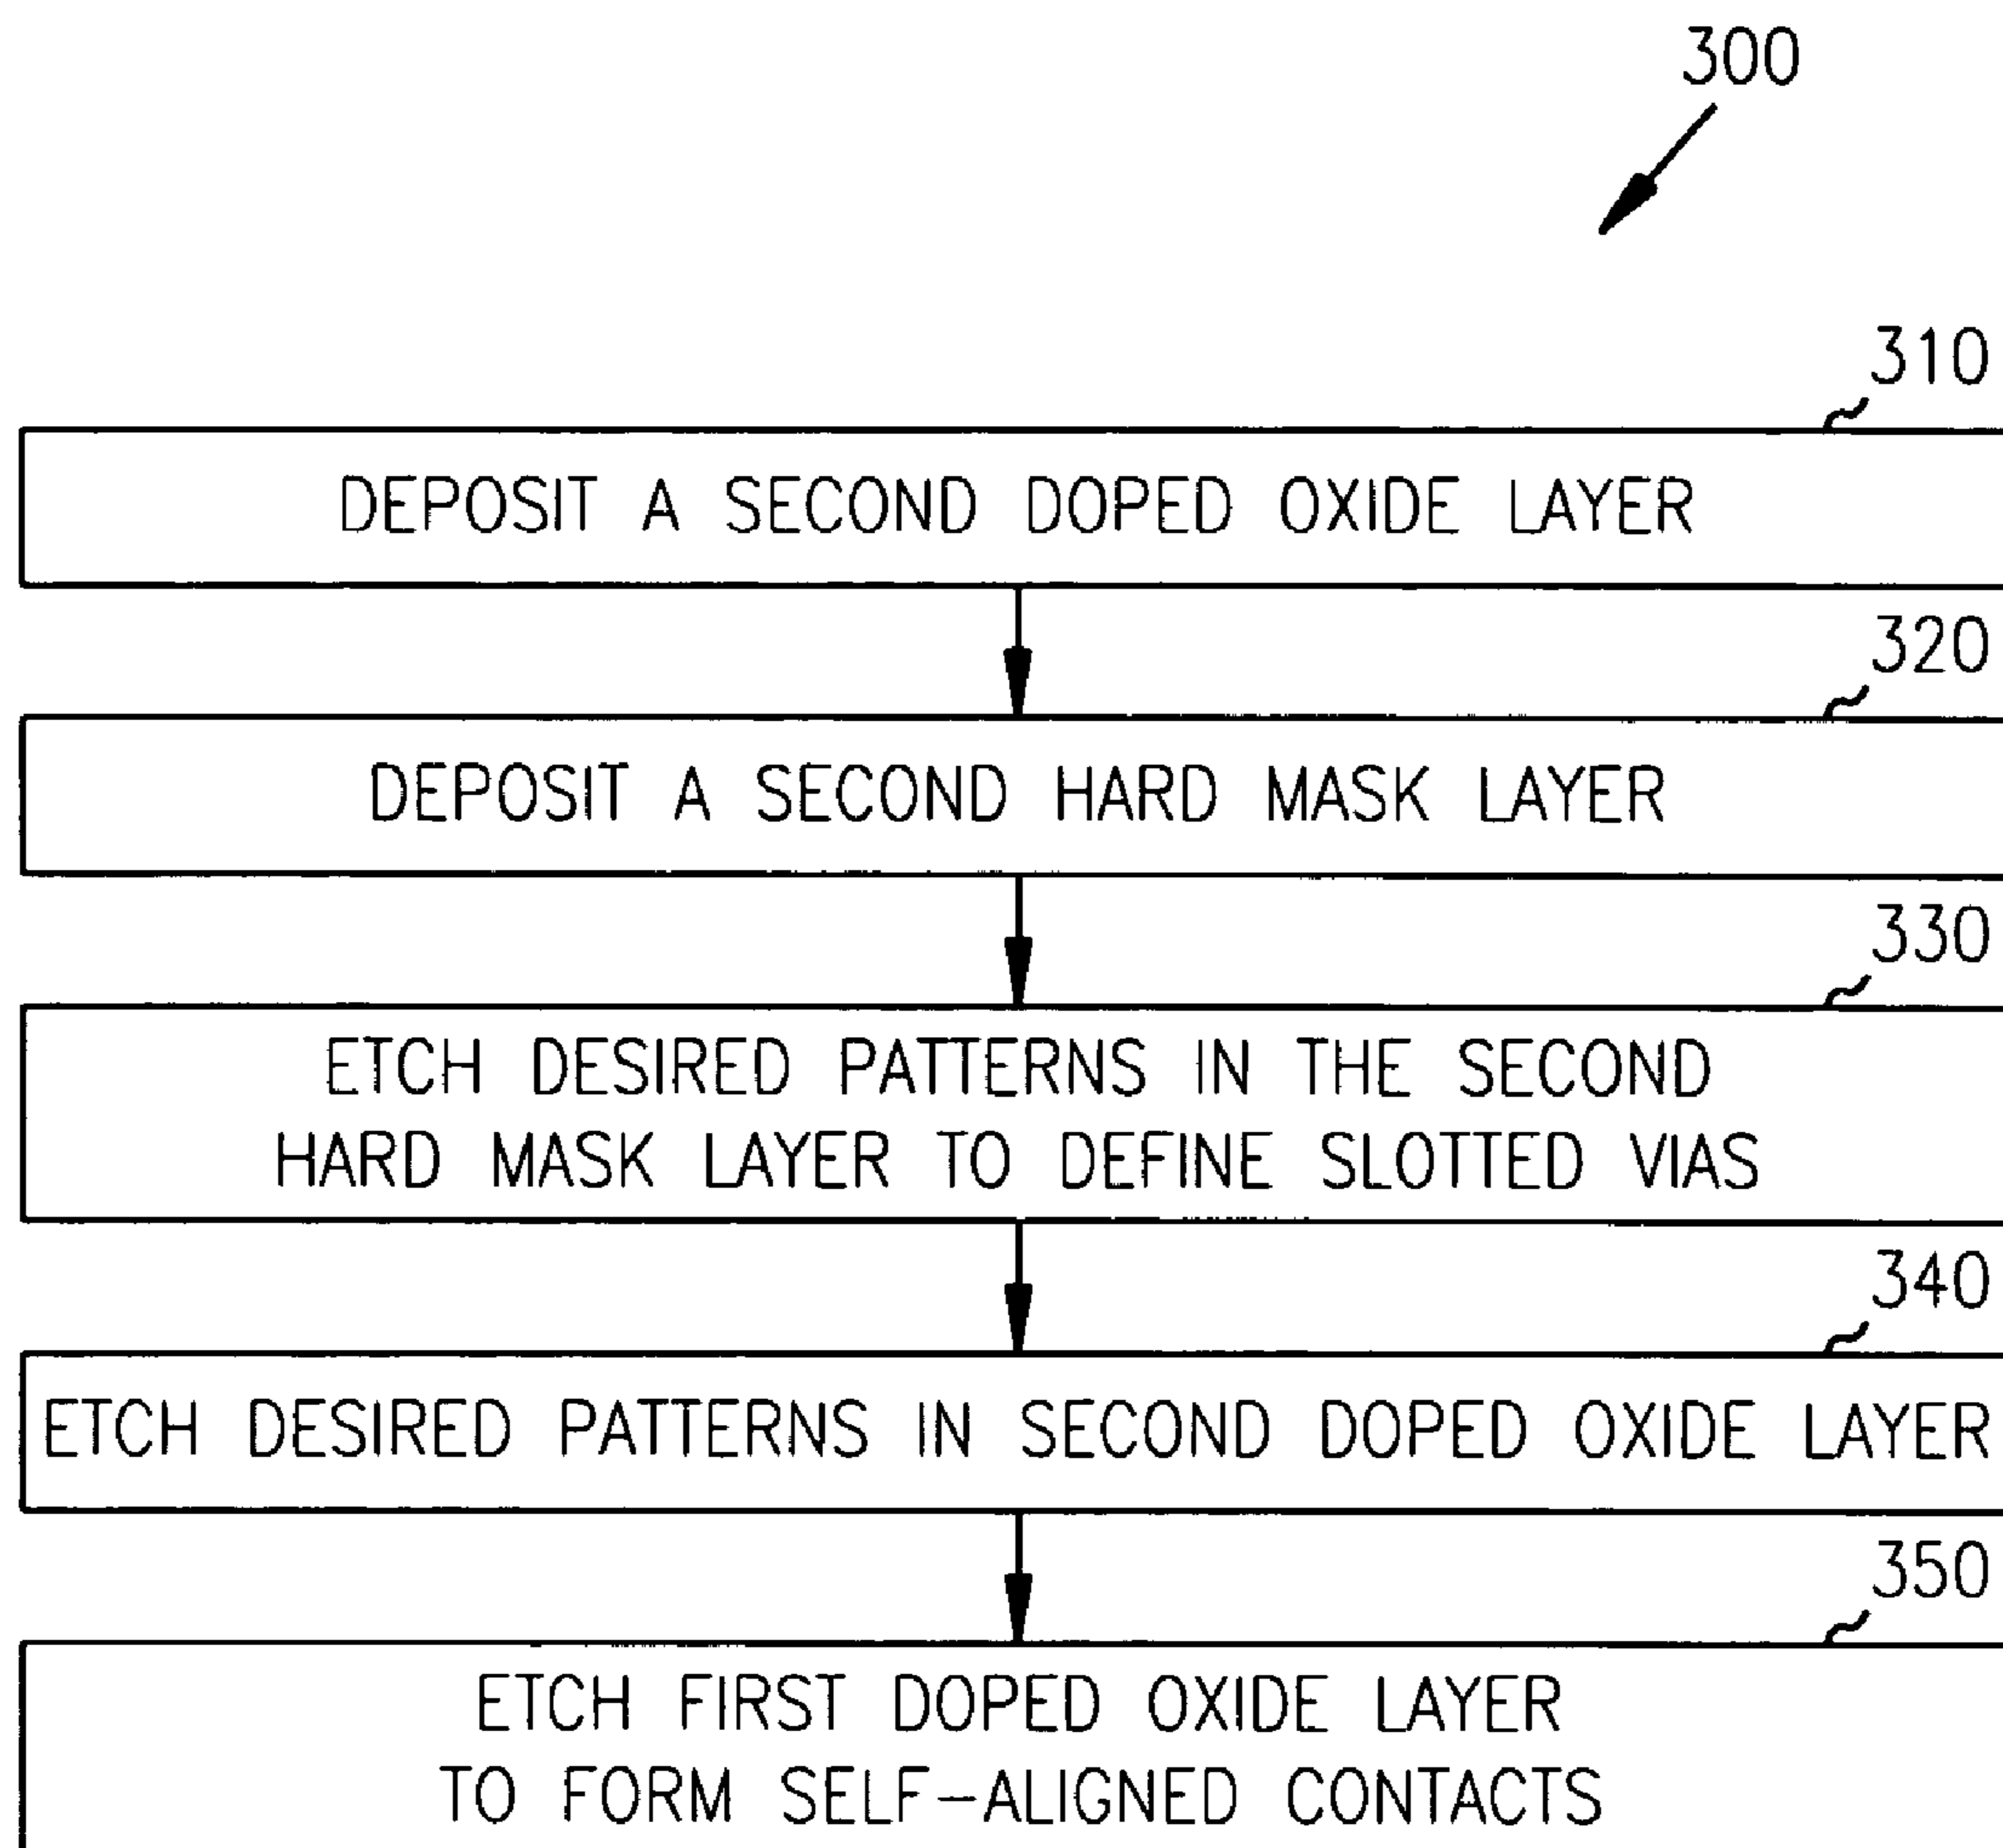 300
310
DEPOSIT A SECOND DOPED OXIDE LAYER
320
DEPOSIT A SECOND HARD MASK LAYER
330
ETCH DESIRED PATTERNS IN THE SECOND
HARD MASK LAYER TO DEFINE SLOTTED VIAS
340
ETCH DESIRED PATTERNS IN SECOND DOPED OXIDE LAYER
350
ETCH FIRST DOPED OXIDE LAYER
TO FORM SELF-ALIGNED CONTACTS